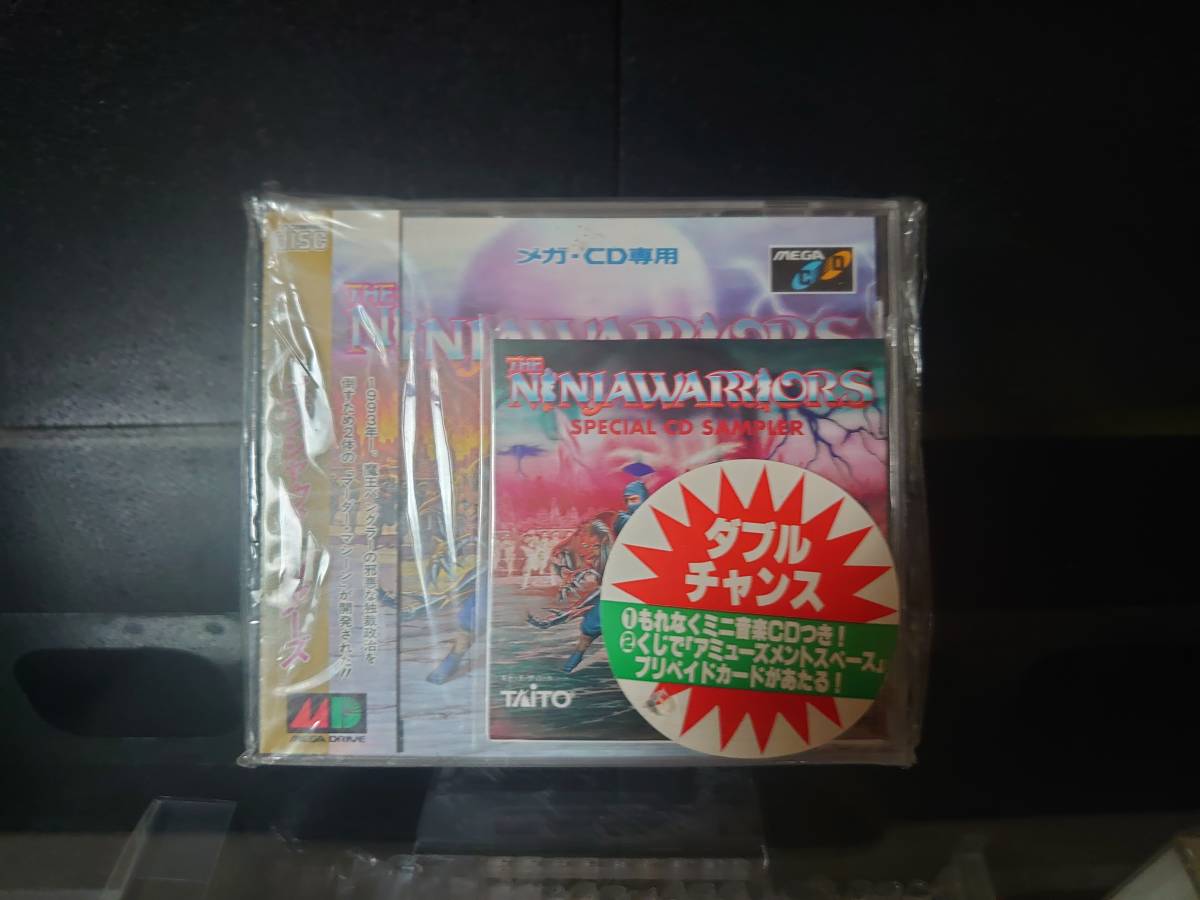 DISC
メガ・CD専用
MEGA
CD
THE
NINJAWARRIORS
1993年!。魔王バングラーの邪悪な独裁政治を
倒すため2体の「マーダー・マシーン」が開発された!!
MD
MEGA DRIVE
THE
NINJAWARRIORS
SPECIAL CD SAMPLER
TAITO
ダブル
チャンス
①もれなくミニ音楽CDつき!
②くじで「アミューズメントスペース」
プリペイドカードがあたる!